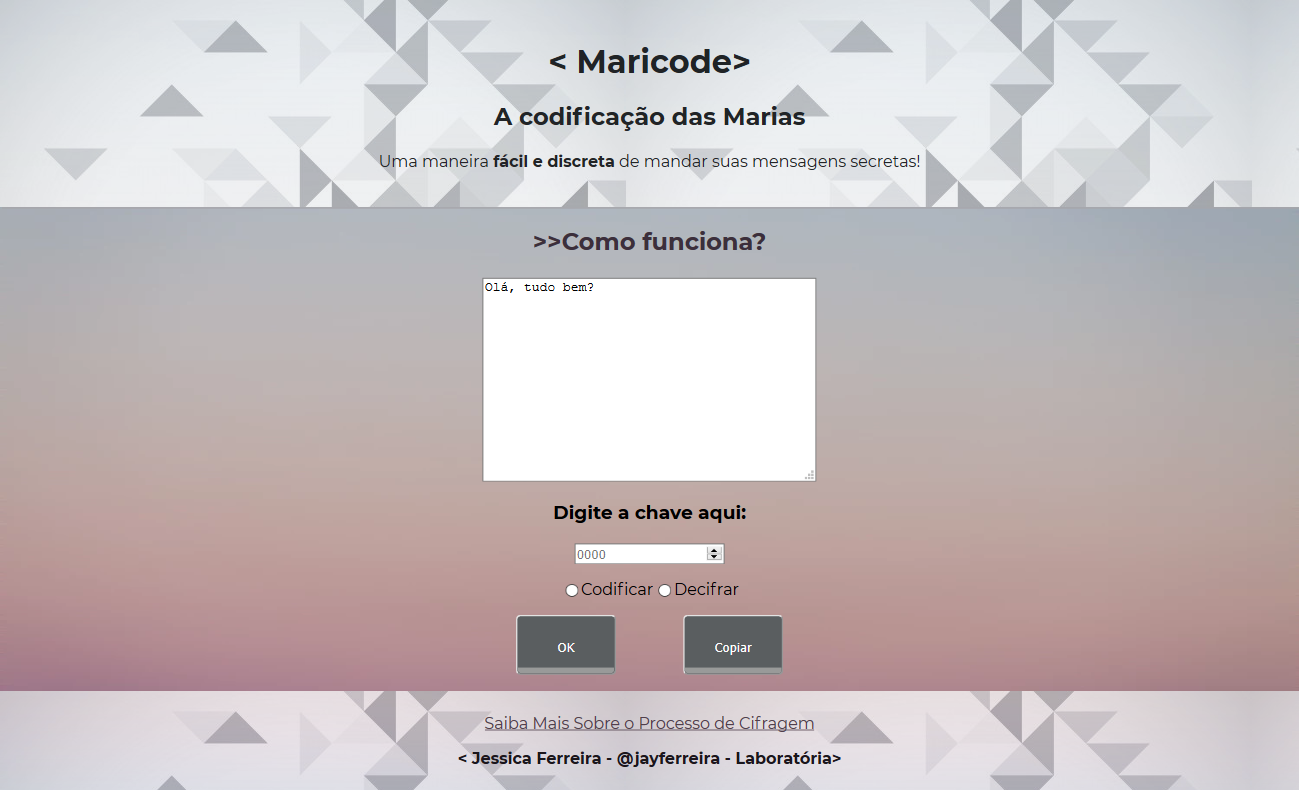 < Maricode>
A codificação das Marias
Uma maneira fácil e discreta de mandar suas mensagens secretas!
>>Como funciona?
Olá, tudo bem?
Digite a chave aqui:
0000
Codificar Decifrar
OK Copiar
Saiba Mais Sobre o Processo de Cifragem
< Jessica Ferreira - @jayferreira - Laboratória>